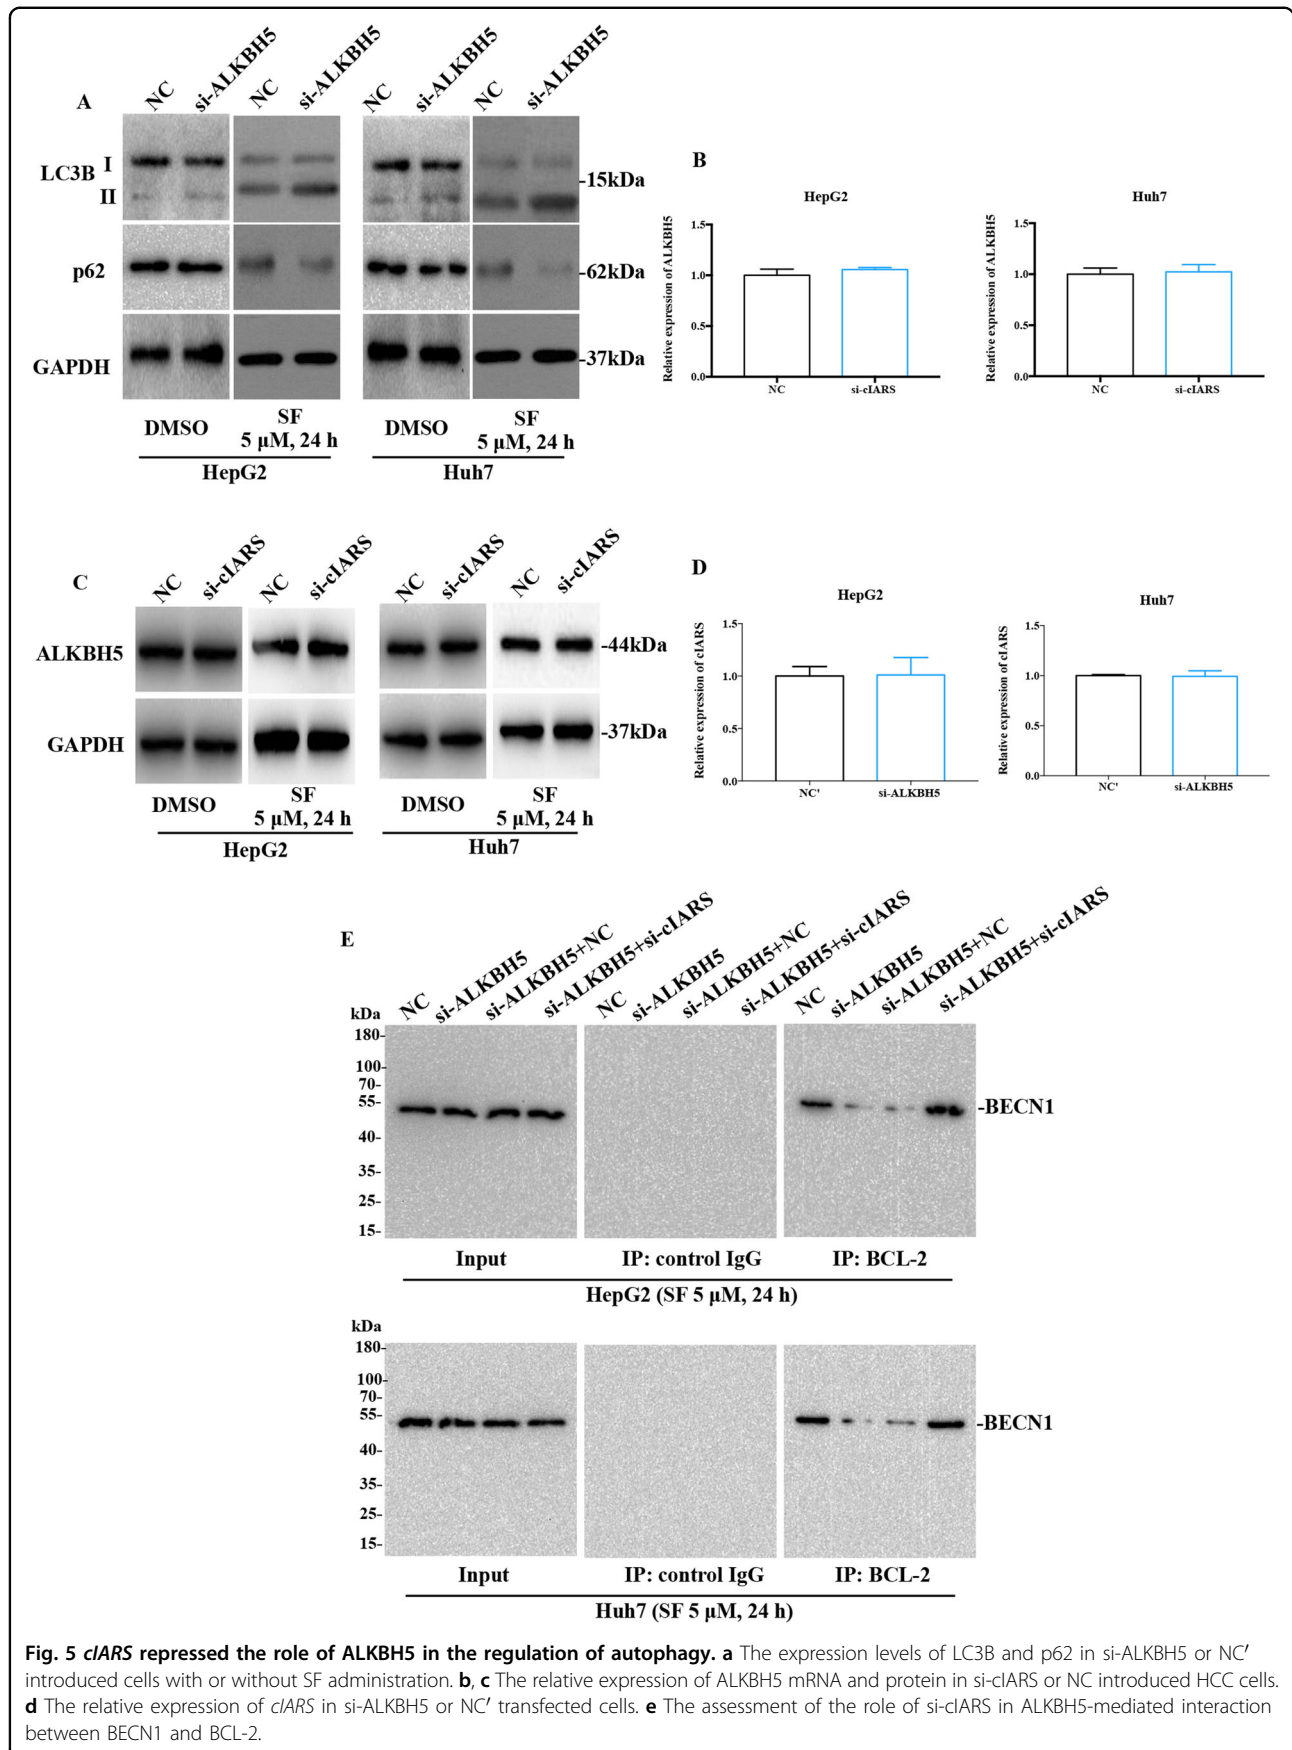 A
NC
si-ALKBH5
NC
si-ALKBH5
NC
si-ALKBH5
NC
si-ALKBH5
LC3B
I
II
-15kDa
p62
-62kDa
GAPDH
-37kDa
DMSO
SF
5 μM, 24 h
DMSO
SF
5 μM, 24 h
HepG2
Huh7
B
HepG2
Relative expression of ALKBH5
1.5
1.0
0.5
0.0
NC
si-cIARS
Huh7
Relative expression of ALKBH5
1.5
1.0
0.5
0.0
NC
si-cIARS
C
NC
si-cIARS
NC
si-cIARS
NC
si-cIARS
NC
si-cIARS
ALKBH5
-44kDa
GAPDH
-37kDa
DMSO
SF
5 μM, 24 h
DMSO
SF
5 μM, 24 h
HepG2
Huh7
D
HepG2
Relative expression of cIARS
1.5
1.0
0.5
0.0
NC'
si-ALKBH5
Huh7
Relative expression of cIARS
1.5
1.0
0.5
0.0
NC'
si-ALKBH5
E
NC
si-ALKBH5
si-ALKBH5+NC
si-ALKBH5+si-cIARS
NC
si-ALKBH5
si-ALKBH5+NC
si-ALKBH5+si-cIARS
NC
si-ALKBH5
si-ALKBH5+NC
si-ALKBH5+si-cIARS
kDa
180-
100-
70-
55-
40-
35-
25-
15-
-BECN1
Input
IP: control IgG
IP: BCL-2
HepG2 (SF 5 μM, 24 h)
kDa
180-
100-
70-
55-
40-
35-
25-
15-
-BECN1
Input
IP: control IgG
IP: BCL-2
Huh7 (SF 5 μM, 24 h)
Fig. 5 cIARS repressed the role of ALKBH5 in the regulation of autophagy. a The expression levels of LC3B and p62 in si-ALKBH5 or NC′
introduced cells with or without SF administration. b, c The relative expression of ALKBH5 mRNA and protein in si-cIARS or NC introduced HCC cells.
d The relative expression of cIARS in si-ALKBH5 or NC′ transfected cells. e The assessment of the role of si-cIARS in ALKBH5-mediated interaction
between BECN1 and BCL-2.